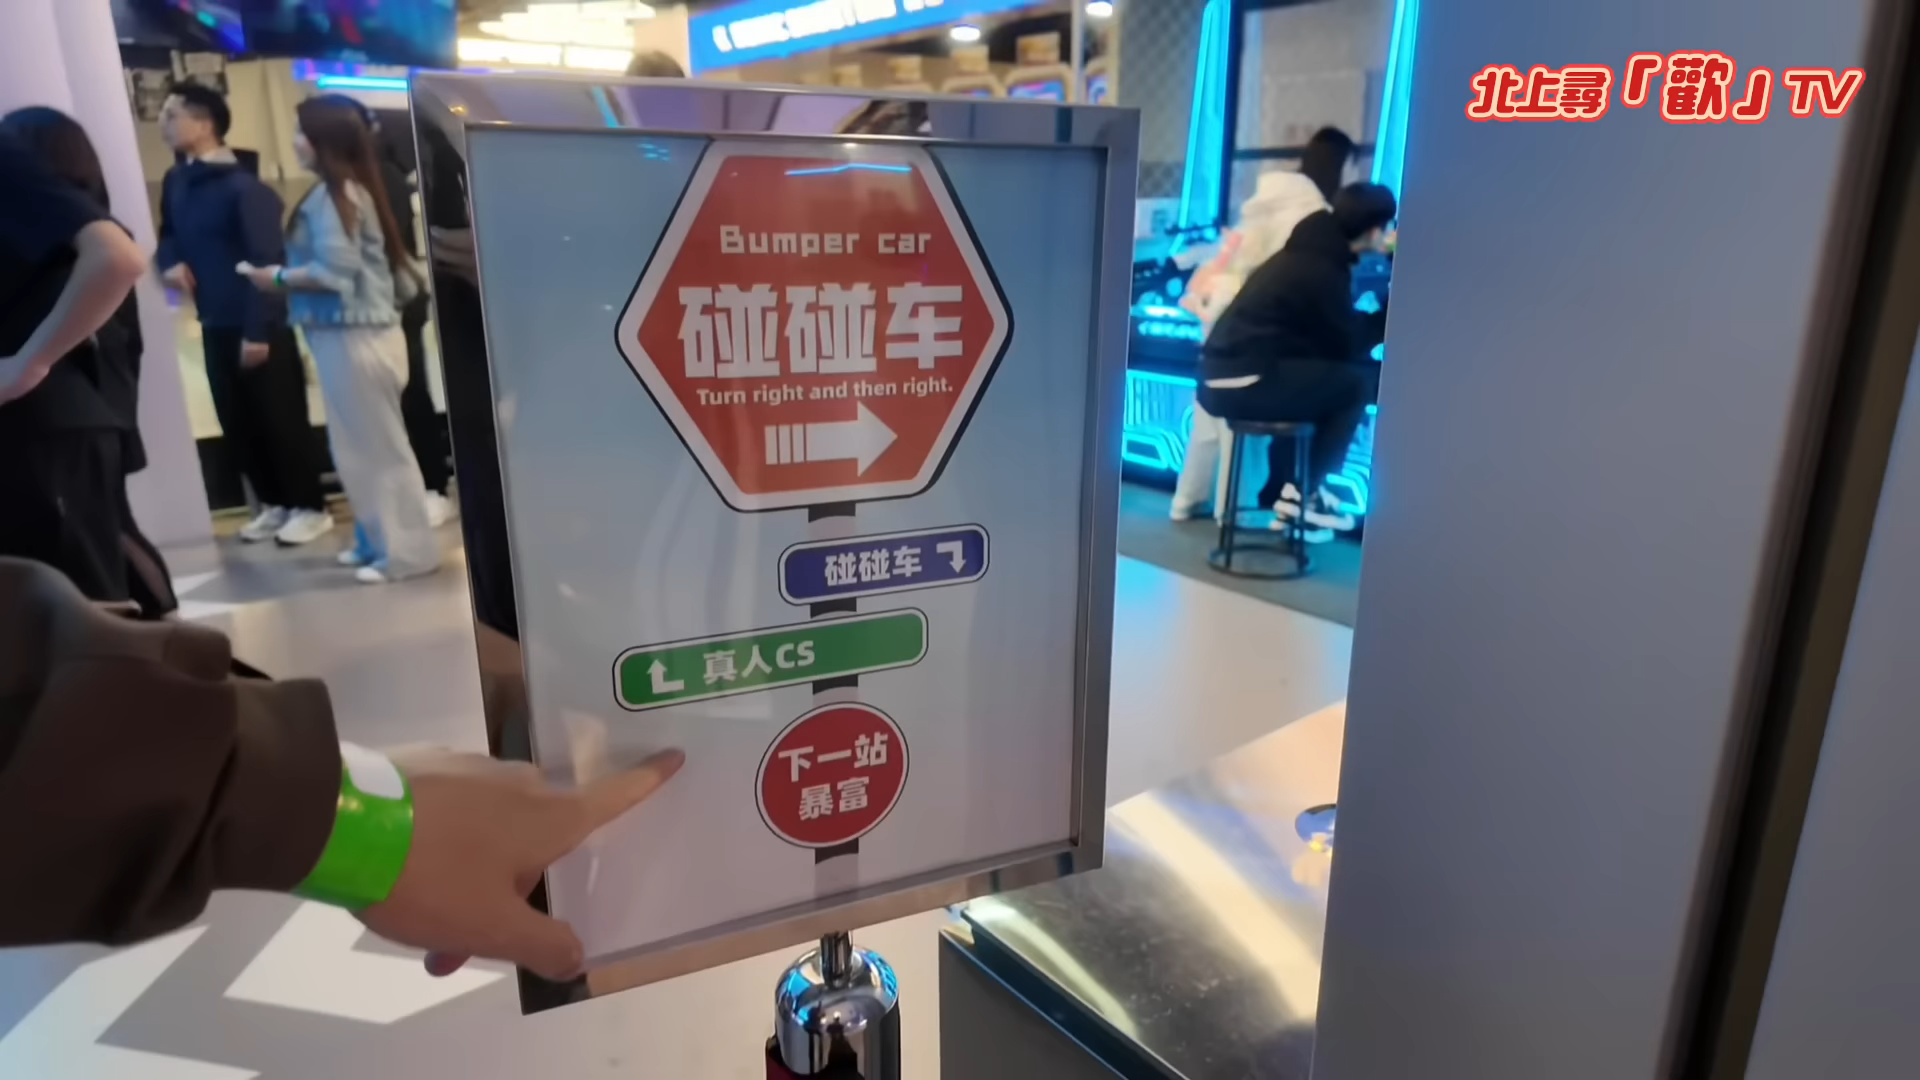 北上尋「歡」TV
Bumper car
碰碰车
Turn right and then right.
碰碰车
真人CS
下一站
暴富